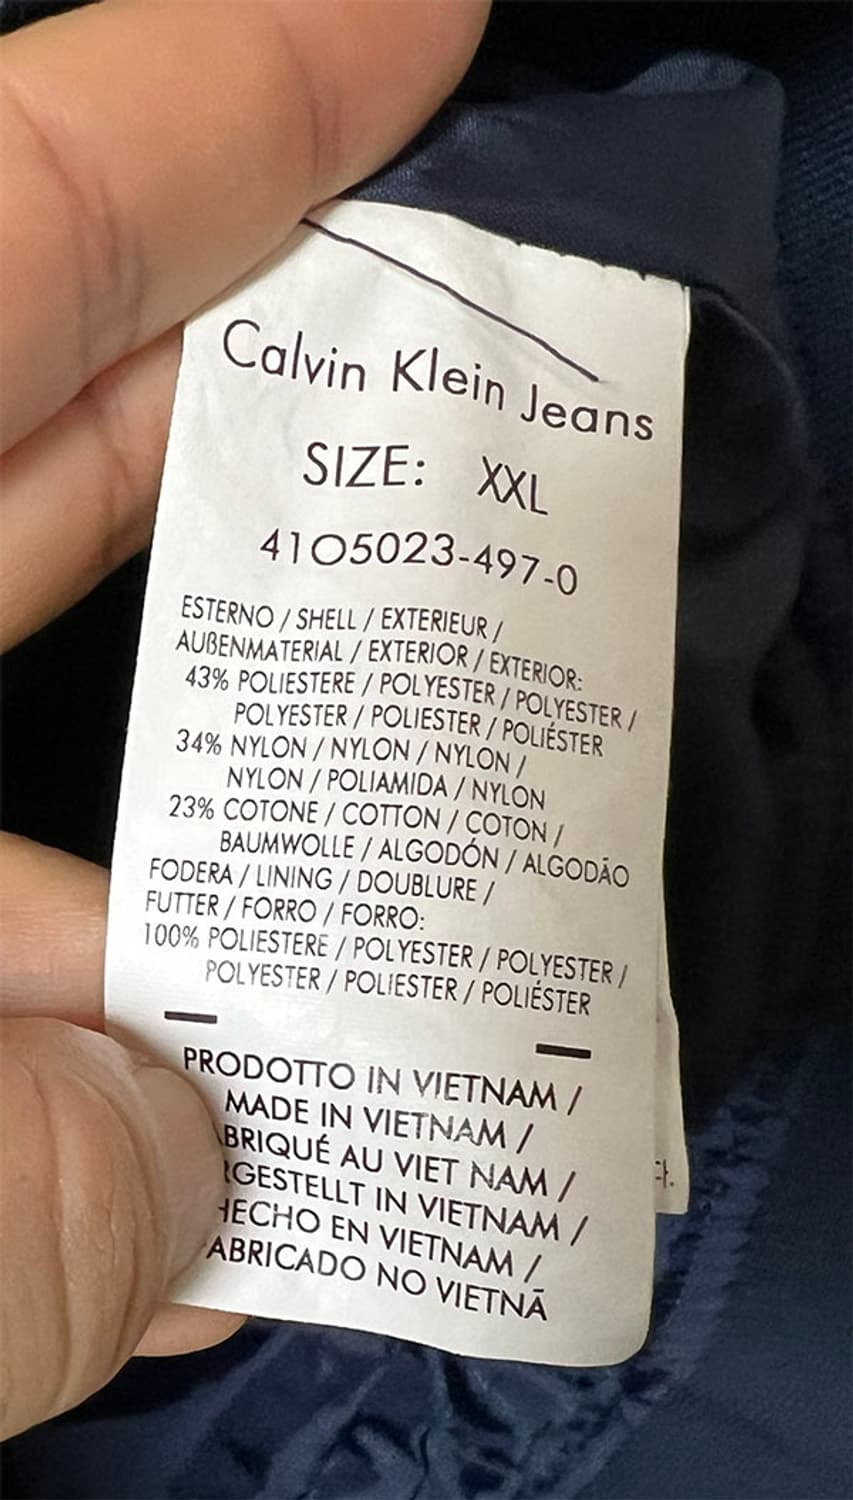 Calvin Klein Jeans
SIZE: XXL
41O5023-497-0
ESTERNO / SHELL / EXTERIEUR /
AUßENMATERIAL / EXTERIOR / EXTERIOR:
43% POLIESTERE / POLYESTER / POLYESTER /
POLYESTER / POLIESTER / POLIÉSTER
34% NYLON / NYLON / NYLON /
NYLON / POLIAMIDA / NYLON
23% COTONE / COTTON / COTON /
BAUMWOLLE / ALGODÓN / ALGODÃO
FODERA / LINING / DOUBLURE /
FUTTER / FORRO / FORRO:
100% POLIESTERE / POLYESTER / POLYESTER /
POLYESTER / POLIESTER / POLIÉSTER
PRODOTTO IN VIETNAM /
MADE IN VIETNAM /
BRIQUÉ AU VIET NAM /
RGESTELLT IN VIETNAM /
HECHO EN VIETNAM /
ABRICADO NO VIETNÃ